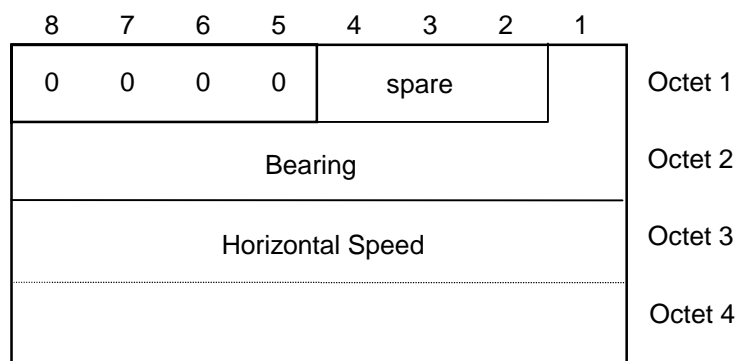 8 7 6 5 4 3 2 1
0 0 0 0 spare Octet 1
Bearing Octet 2
Horizontal Speed Octet 3
Octet 4